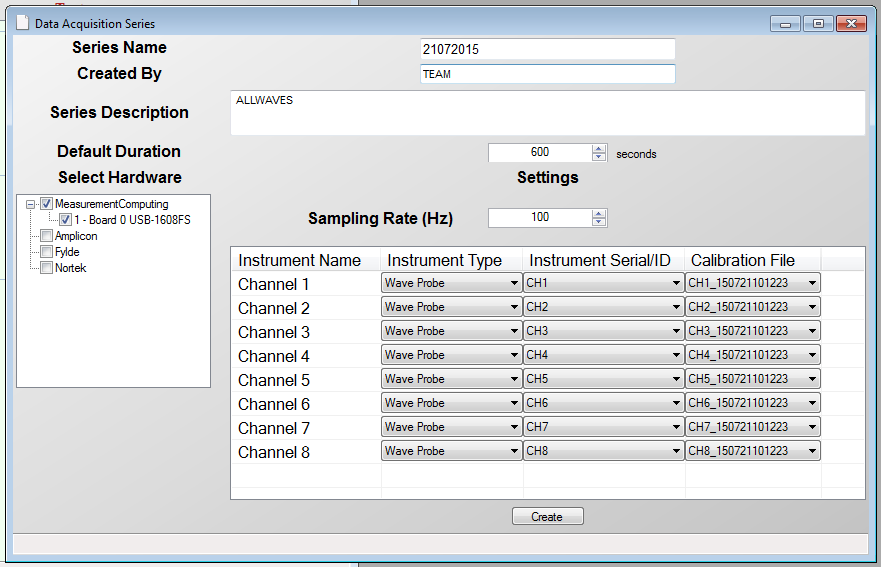 Data Acquisition Series
Series Name 21072015
Created By TEAM
Series Description ALLWAVES
Default Duration 600 seconds
Select Hardware Settings
MeasurementComputing
1 - Board 0 USB-1608FS
Amplicon
Fylde
Nortek
Sampling Rate (Hz) 100
Instrument Name Instrument Type Instrument Serial/ID Calibration File
Channel 1 Wave Probe CH1 CH1_150721101223
Channel 2 Wave Probe CH2 CH2_150721101223
Channel 3 Wave Probe CH3 CH3_150721101223
Channel 4 Wave Probe CH4 CH4_150721101223
Channel 5 Wave Probe CH5 CH5_150721101223
Channel 6 Wave Probe CH6 CH6_150721101223
Channel 7 Wave Probe CH7 CH7_150721101223
Channel 8 Wave Probe CH8 CH8_150721101223
Create